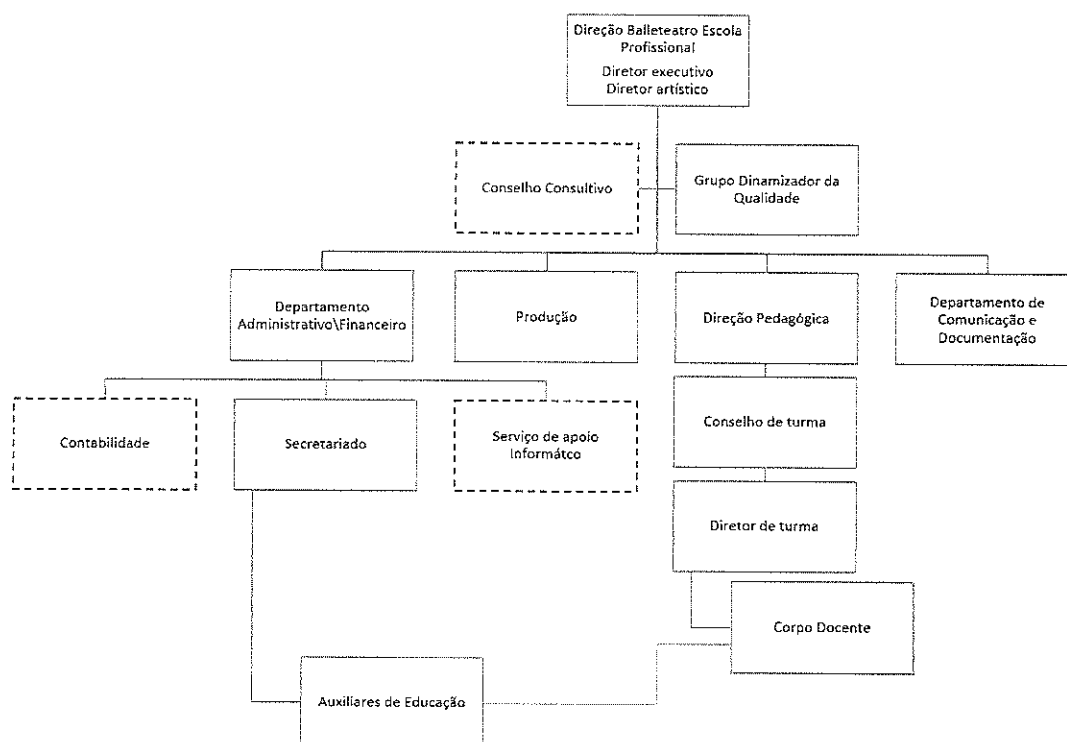 Direção Balleteatro Escola
Profissional
Diretor executivo
Diretor artístico
Conselho Consultivo
Grupo Dinamizador da
Qualidade
Departamento
Administrativo\Financeiro
Produção
Direção Pedagógica
Departamento de
Comunicação e
Documentação
Contabilidade
Secretariado
Serviço de apoio
Informátco
Conselho de turma
Diretor de turma
Corpo Docente
Auxiliares de Educação